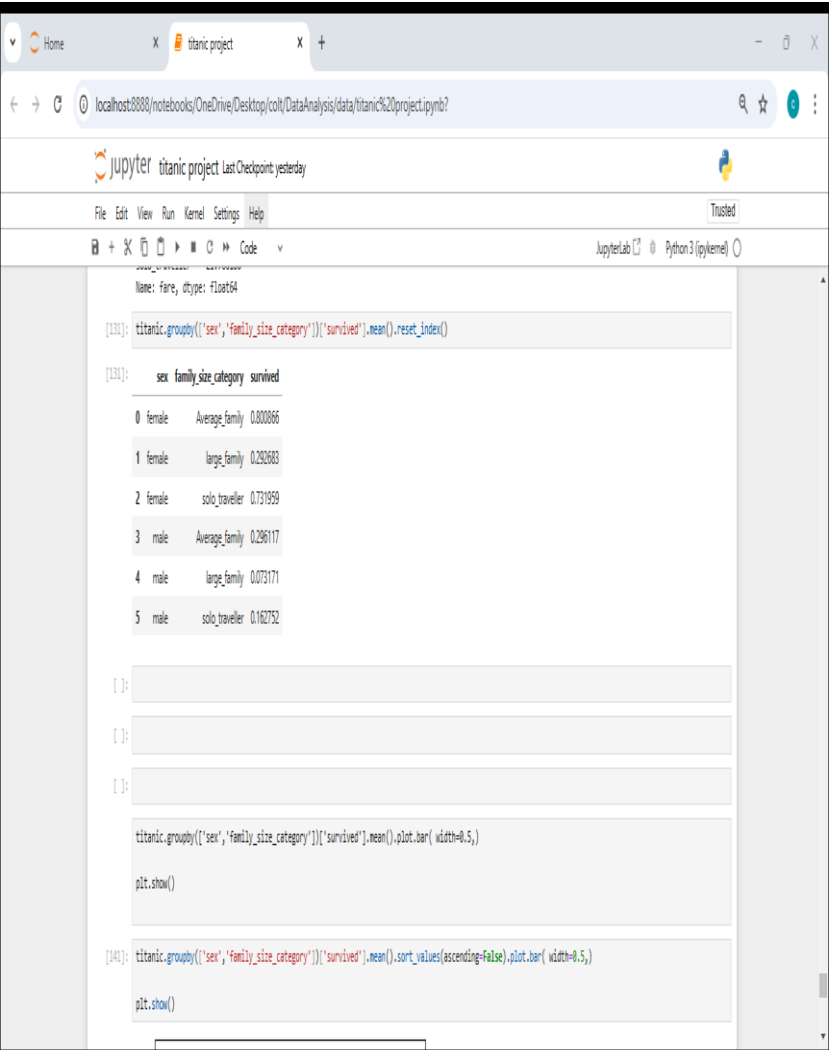 Home X titanic project X +
localhost:8888/notebooks/OneDrive/Desktop/colt/DataAnalysis/data/titanic%20project.ipynb?
c
jupyter titanic project Last Checkpoint: yesterday
File Edit View Run Kernel Settings Help Trusted
Code JupyterLab Python 3 (ipykernel)
Name: fare, dtype: float64
[131]: titanic.groupby(['sex','family_size_category'])['survived'].mean().reset_index()
[131]: sex family_size_category survived
0 female Average_family 0.800866
1 female large_family 0.292683
2 female solo_traveller 0.731959
3 male Average_family 0.296117
4 male large_family 0.073171
5 male solo_traveller 0.162752
[ ]:
[ ]:
[ ]:
titanic.groupby(['sex','family_size_category'])['survived'].mean().plot.bar( width=0.5,)
plt.show()
[141]: titanic.groupby(['sex','family_size_category'])['survived'].mean().sort_values(ascending=False).plot.bar( width=0.5,)
plt.show()